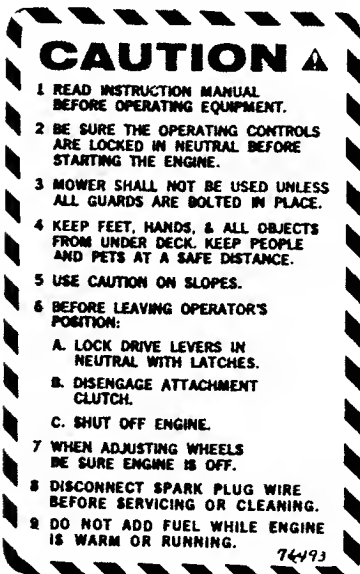 CAUTION
1 READ INSTRUCTION MANUAL
BEFORE OPERATING EQUIPMENT.
2 BE SURE THE OPERATING CONTROLS
ARE LOCKED IN NEUTRAL BEFORE
STARTING THE ENGINE.
3 MOWER SHALL NOT BE USED UNLESS
ALL GUARDS ARE BOLTED IN PLACE.
4 KEEP FEET, HANDS, & ALL OBJECTS
FROM UNDER DECK. KEEP PEOPLE
AND PETS AT A SAFE DISTANCE.
5 USE CAUTION ON SLOPES.
6 BEFORE LEAVING OPERATOR'S
POSITION:
A. LOCK DRIVE LEVERS IN
NEUTRAL WITH LATCHES.
B. DISENGAGE ATTACHMENT
CLUTCH.
C. SHUT OFF ENGINE.
7 WHEN ADJUSTING WHEELS
BE SURE ENGINE IS OFF.
8 DISCONNECT SPARK PLUG WIRE
BEFORE SERVICING OR CLEANING.
9 DO NOT ADD FUEL WHILE ENGINE
IS WARM OR RUNNING.